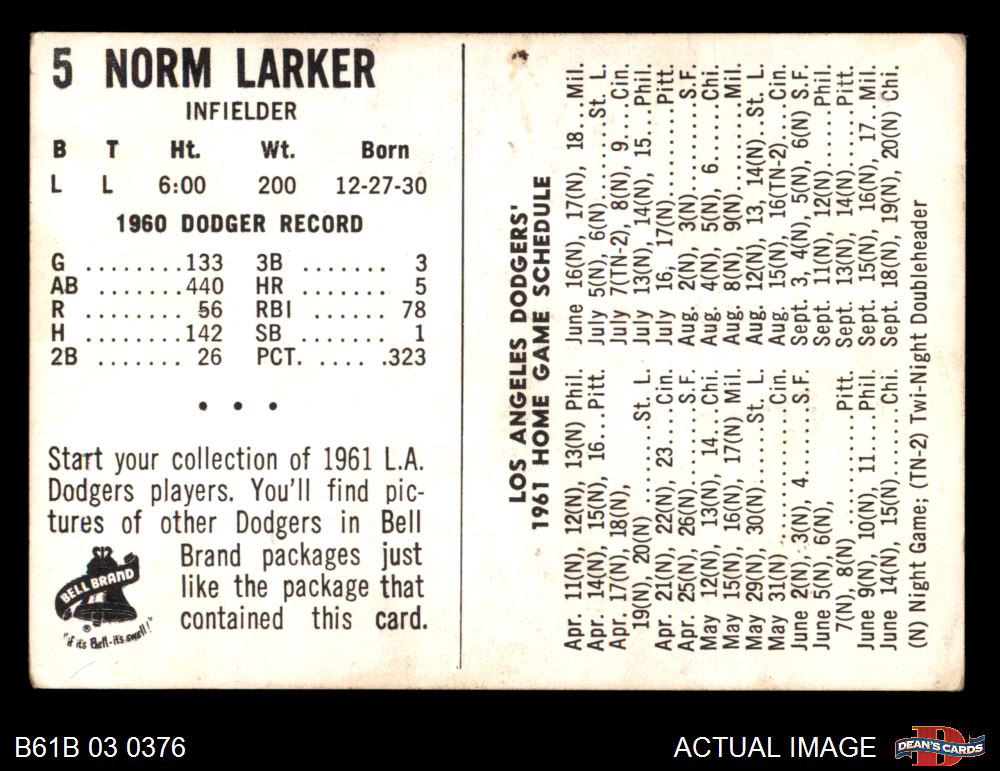 5 NORM LARKER
INFIELDER
B T Ht. Wt. Born
L L 6:00 200 12-27-30
1960 DODGER RECORD
G ........133 3B ....... 3
AB ........440 HR ....... 5
R ........ 56 RBI ...... 78
H ........142 SB ....... 1
2B ........ 26 PCT. ..... .323
• • •
Start your collection of 1961 L.A.
Dodgers players. You'll find pic-
tures of other Dodgers in Bell
Brand packages just
like the package that
contained this card.
BELL BRAND
"if it's Bell-it's swell!"
LOS ANGELES DODGERS'
1961 HOME GAME SCHEDULE
Apr. 11(N), 12(N), 13(N) Phil.
Apr. 14(N), 15(N), 16....Pitt.
Apr. 17(N), 18(N),
19(N), 20(N) ........St. L.
Apr. 21(N), 22(N), 23 ....Cin.
Apr. 25(N), 26(N)..........S.F.
May 12(N), 13(N), 14....Chi.
May 15(N), 16(N), 17(N) Mil.
May 29(N), 30(N)........St. L.
May 31(N) ................Cin.
June 2(N), 3(N), 4........S.F.
June 5(N), 6(N),
7(N), 8(N) ............Pitt.
June 9(N), 10(N), 11....Phil.
June 14(N), 15(N)........Chi.
June 16(N), 17(N), 18....Mil.
July 5(N), 6(N)..........St. L.
July 7(TN-2), 8(N), 9....Cin.
July 13(N), 14(N), 15 ...Phil.
July 16, 17(N)............Pitt.
Aug. 2(N), 3(N)..........S.F.
Aug. 4(N), 5(N), 6........Chi.
Aug. 8(N), 9(N)..........Mil.
Aug. 12(N), 13, 14(N)..St. L.
Aug. 15(N), 16(TN-2)....Cin.
Sept. 3, 4(N), 5(N), 6(N) S.F.
Sept. 11(N), 12(N)......Phil.
Sept. 13(N), 14(N)......Pitt.
Sept. 15(N), 16(N), 17..Mil.
Sept. 18(N), 19(N), 20(N) Chi.
(N) Night Game; (TN-2) Twi-Night Doubleheader
B61B 03 0376
ACTUAL IMAGE
DEAN'S CARDS